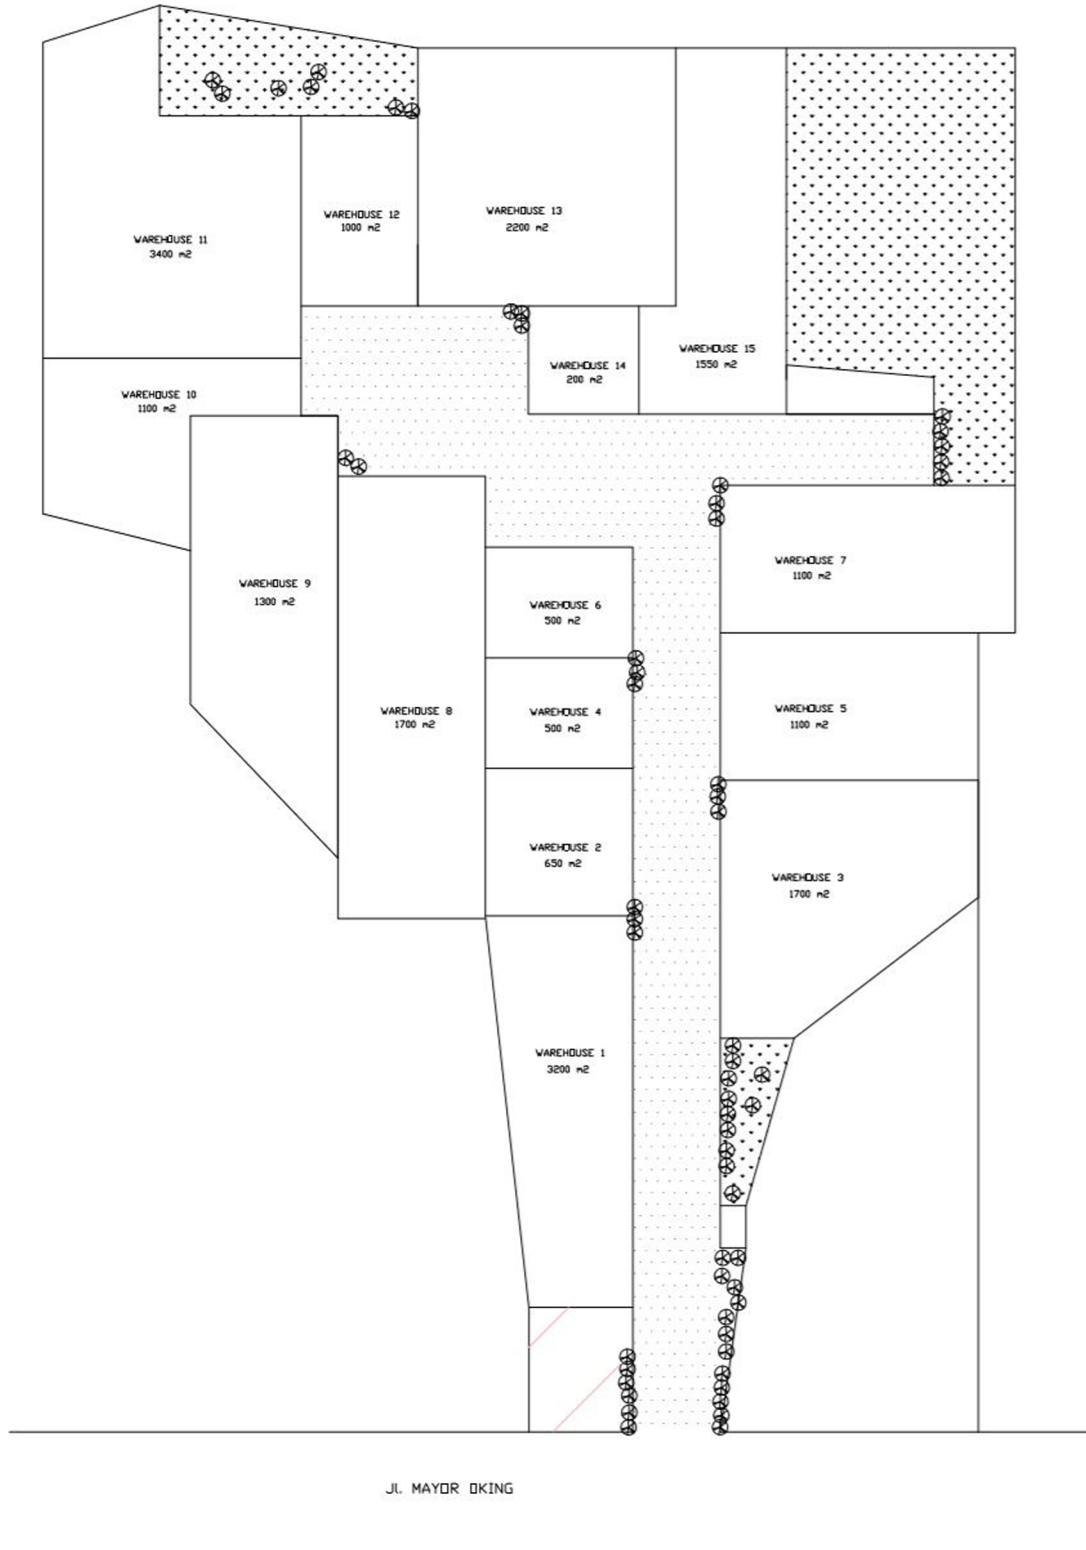 WAREHOUSE 11
3400 m2
WAREHOUSE 12
1000 m2
WAREHOUSE 13
2200 m2
WAREHOUSE 14
200 m2
WAREHOUSE 15
1550 m2
WAREHOUSE 10
1100 m2
WAREHOUSE 9
1300 m2
WAREHOUSE 8
1700 m2
WAREHOUSE 6
500 m2
WAREHOUSE 7
1100 m2
WAREHOUSE 4
500 m2
WAREHOUSE 5
1100 m2
WAREHOUSE 2
650 m2
WAREHOUSE 3
1700 m2
WAREHOUSE 1
3200 m2
Jl. MAYOR OKING